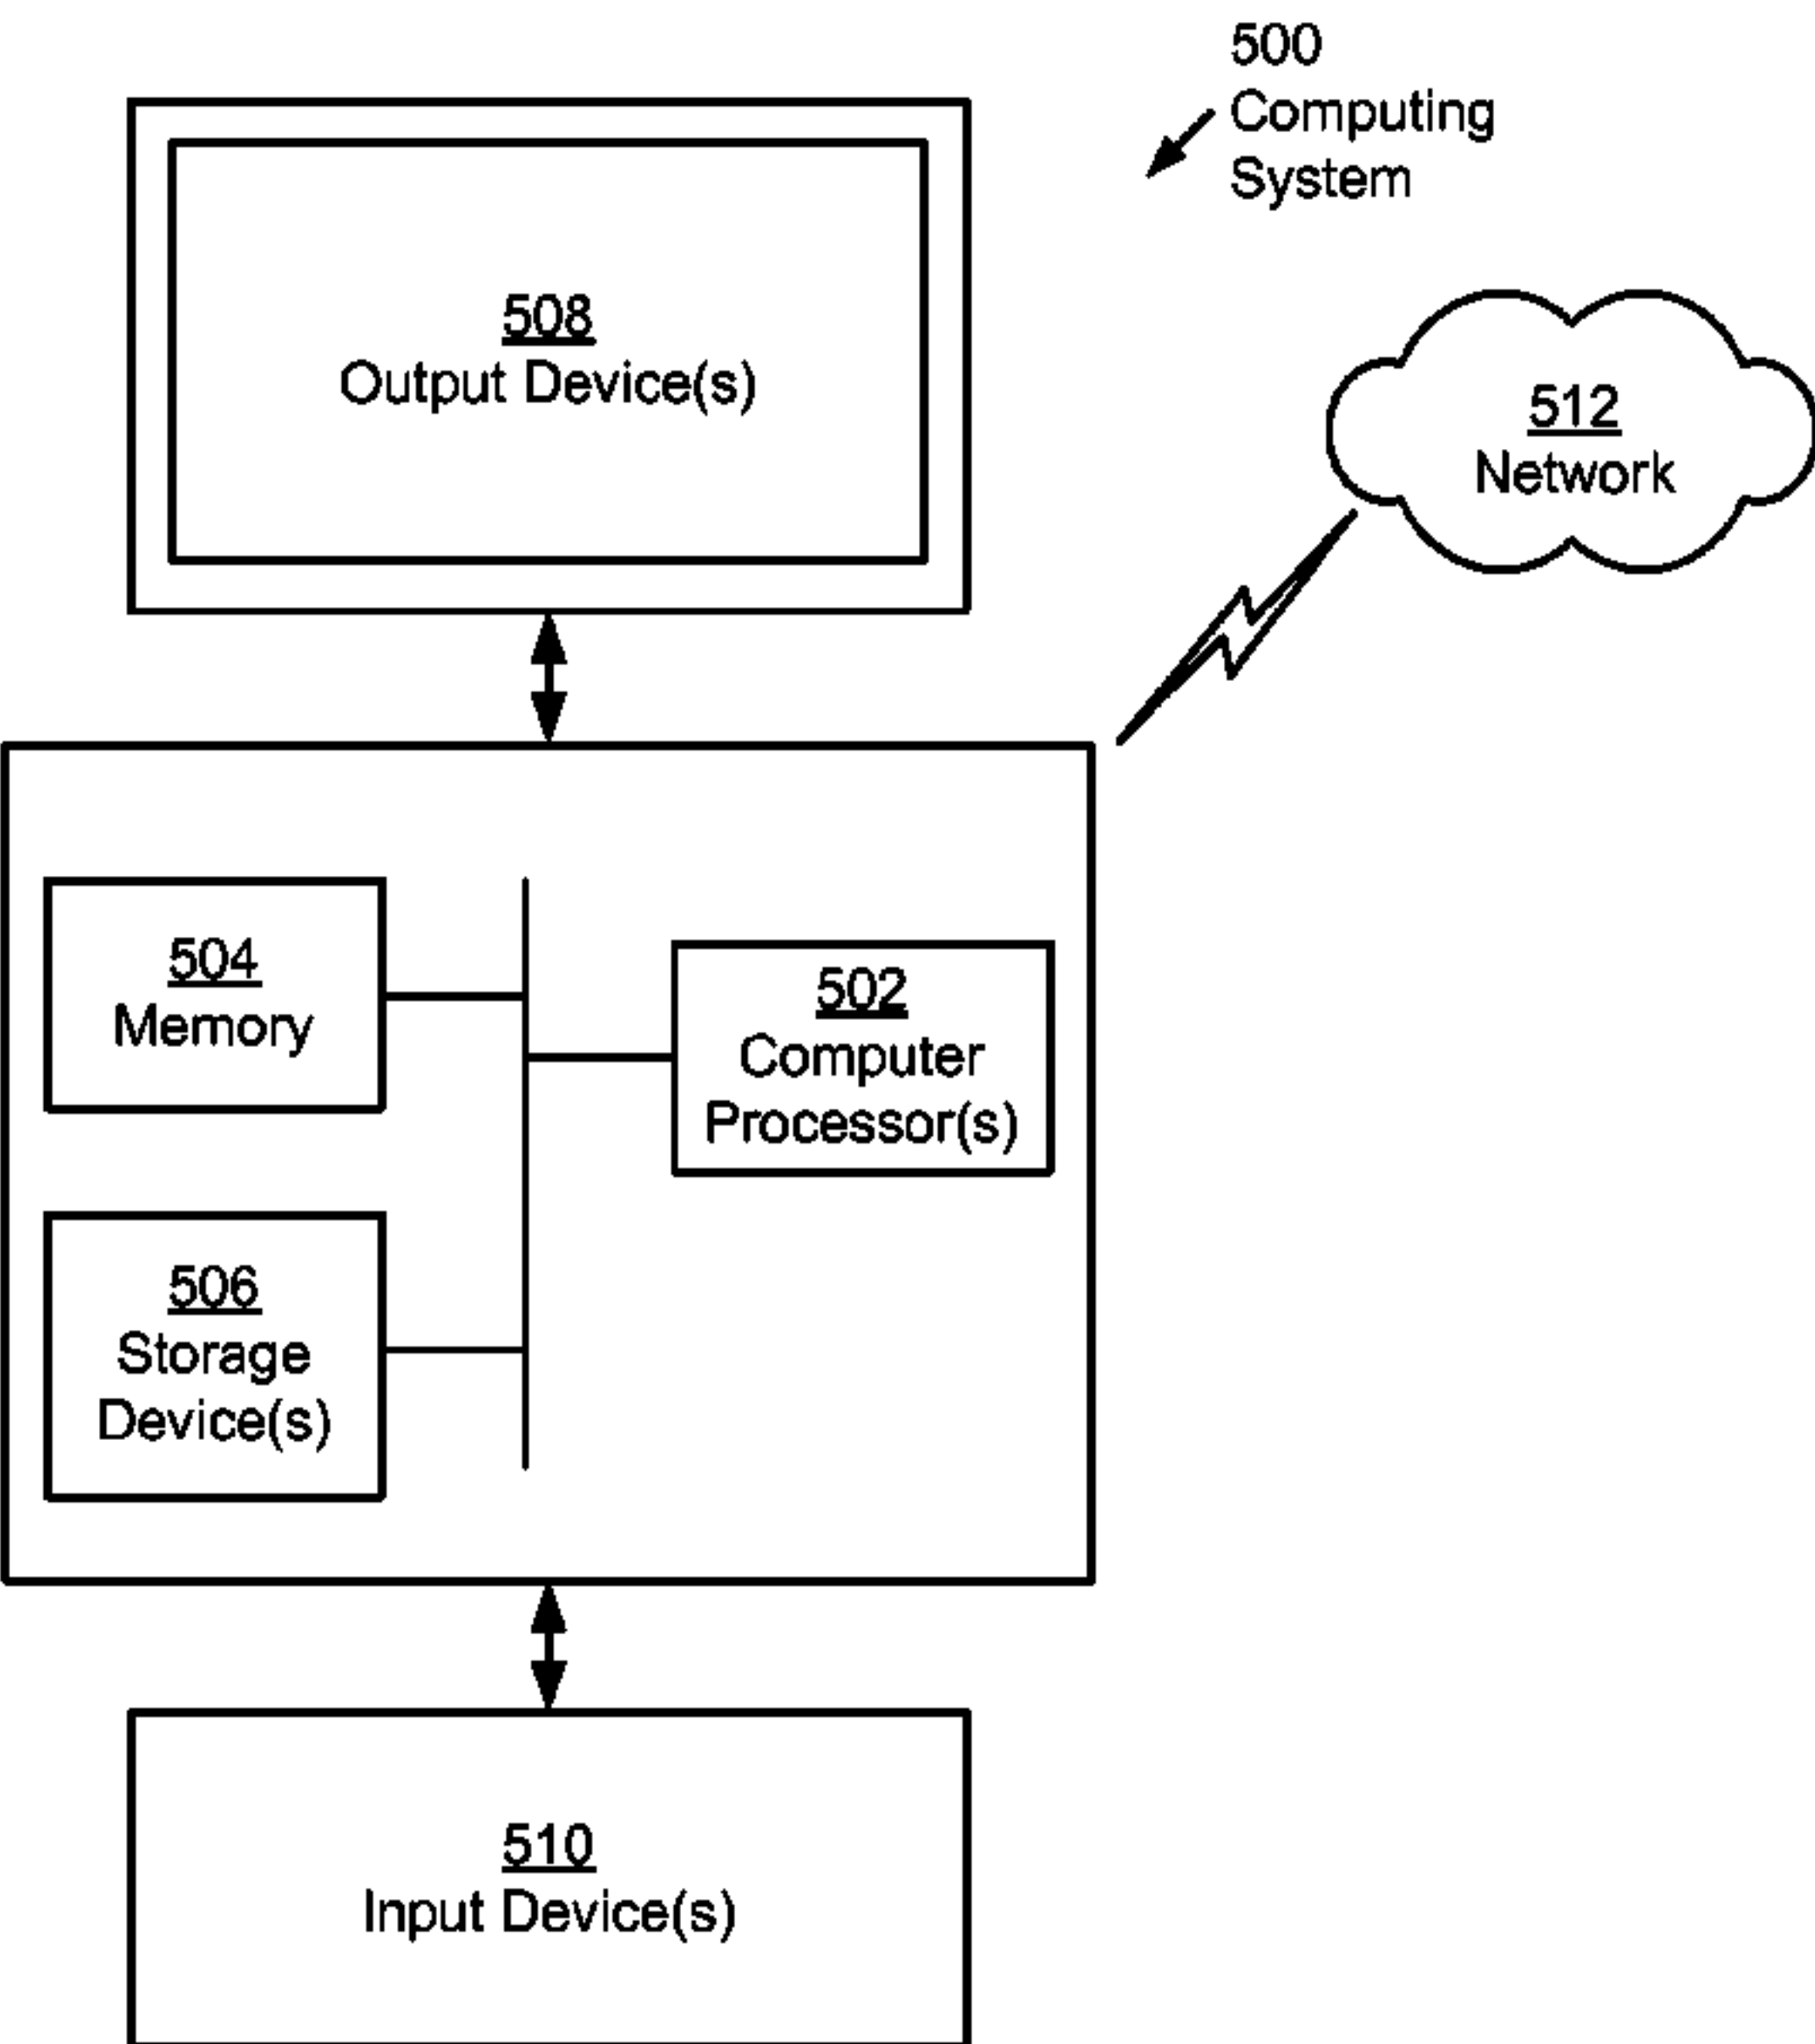 500
Computing
System
508
Output Device(s)
512
Network
504
Memory
502
Computer
Processor(s)
506
Storage
Device(s)
510
Input Device(s)